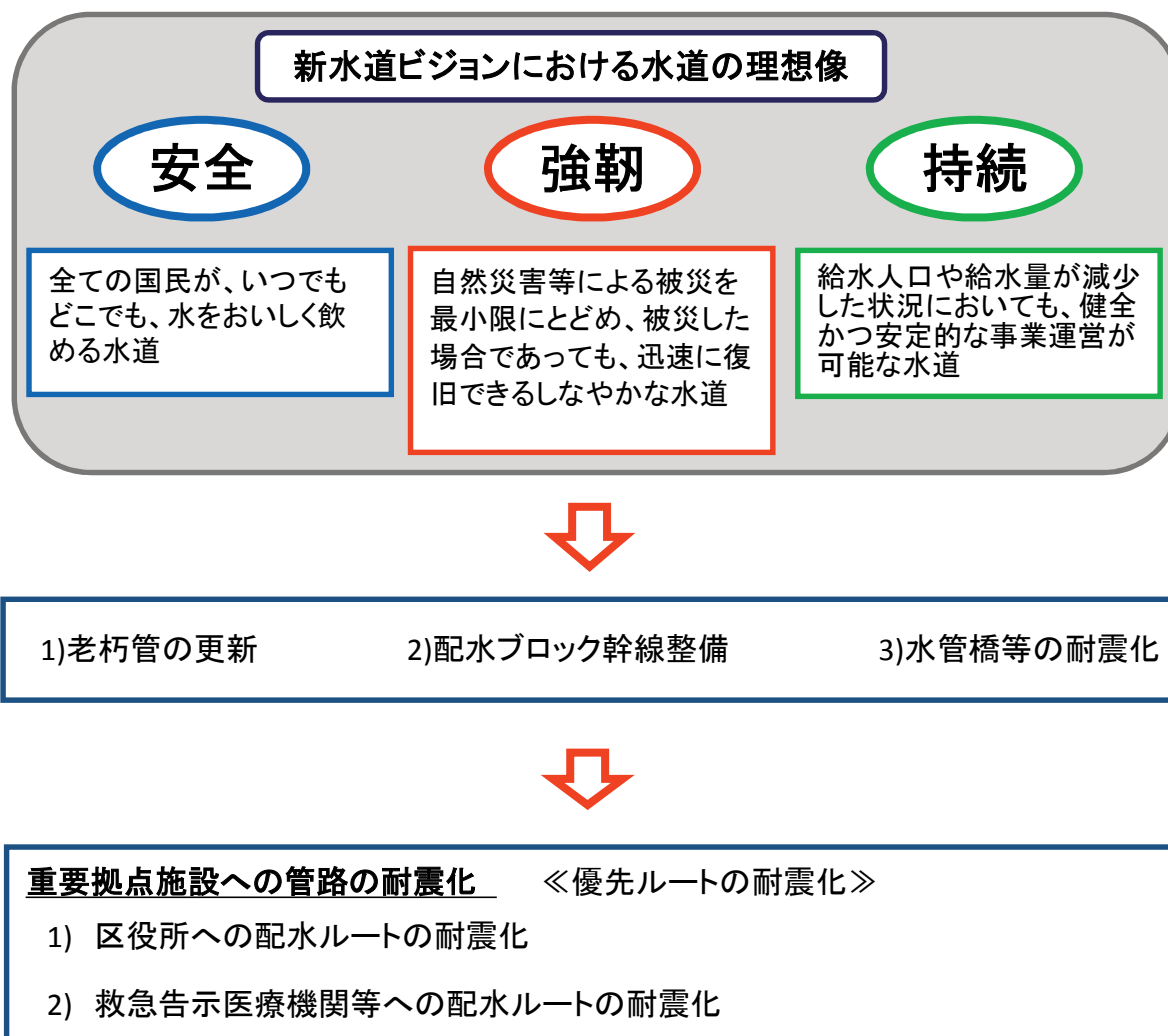 新水道ビジョンにおける水道の理想像
安全
強靭
持続
全ての国民が、いつでも
どこでも、水をおいしく飲
める水道
自然災害等による被災を
最小限にとどめ、被災した
場合であっても、迅速に復
旧できるしなやかな水道
給水人口や給水量が減少
した状況においても、健全
かつ安定的な事業運営が
可能な水道
1)老朽管の更新 2)配水ブロック幹線整備 3)水管橋等の耐震化
重要拠点施設への管路の耐震化 ≪優先ルートの耐震化≫
1) 区役所への配水ルートの耐震化
2) 救急告示医療機関等への配水ルートの耐震化